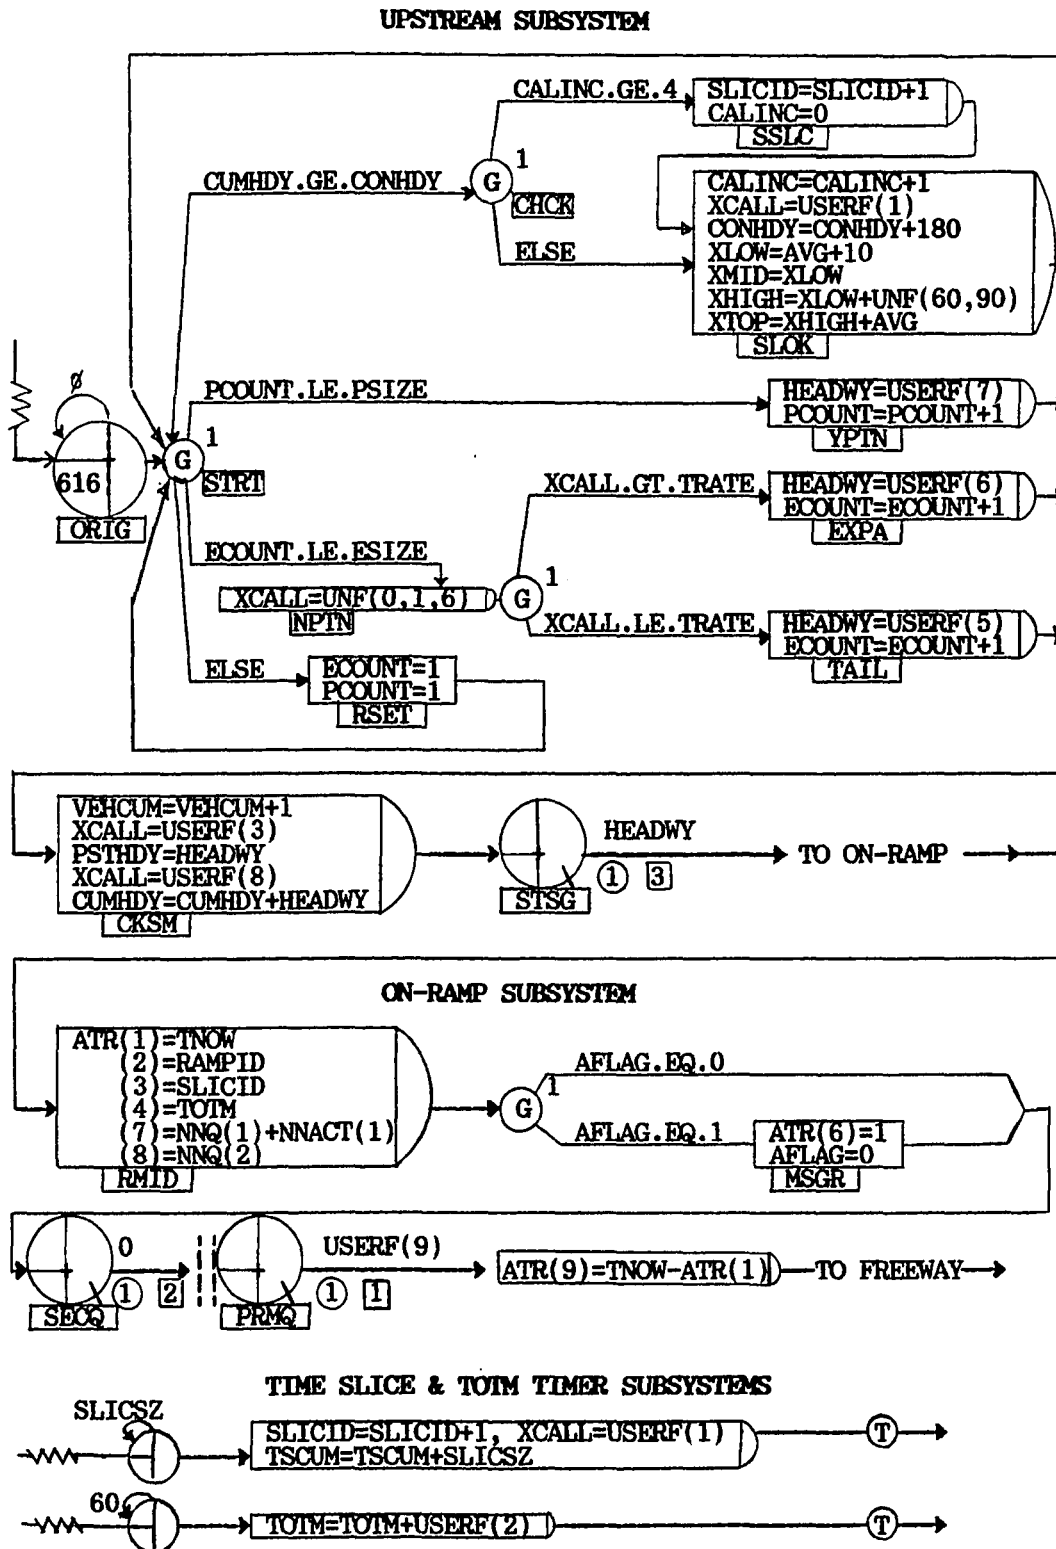 UPSTREAM SUBSYSTEM
CALINC.GE.4
SLICID=SLICID+1
CALINC=0
SSLC
1
G
CUMHDY.GE.CONHDY
CHCK
ELSE
CALINC=CALINC+1
XCALL=USERF(1)
CONHDY=CONHDY+180
XLOW=AVG+10
XMID=XLOW
XHIGH=XLOW+UNF(60,90)
XTOP=XHIGH+AVG
SLOK
ø
616
ORIG
1
G
STRT
PCOUNT.LE.PSIZE
HEADWY=USERF(7)
PCOUNT=PCOUNT+1
YPTN
XCALL.GT.TRATE
HEADWY=USERF(6)
ECOUNT=ECOUNT+1
EXPA
ECOUNT.LE.ESIZE
XCALL=UNF(0,1,6)
NPTN
1
G
XCALL.LE.TRATE
HEADWY=USERF(5)
ECOUNT=ECOUNT+1
TAIL
ELSE
ECOUNT=1
PCOUNT=1
RSET
VEHCUM=VEHCUM+1
XCALL=USERF(3)
PSTHDY=HEADWY
XCALL=USERF(8)
CUMHDY=CUMHDY+HEADWY
CKSM
STSG
HEADWY
1 3
TO ON-RAMP
ON-RAMP SUBSYSTEM
ATR(1)=TNOW
(2)=RAMPID
(3)=SLICID
(4)=TOTM
(7)=NNQ(1)+NNACT(1)
(8)=NNQ(2)
RMID
1
G
AFLAG.EQ.0
AFLAG.EQ.1
ATR(6)=1
AFLAG=0
MSGR
SECQ
0
1 2
PRMQ
USERF(9)
1 1
ATR(9)=TNOW-ATR(1)
TO FREEWAY
TIME SLICE & TOTM TIMER SUBSYSTEMS
SLICSZ
SLICID=SLICID+1, XCALL=USERF(1)
TSCUM=TSCUM+SLICSZ
T
60
TOTM=TOTM+USERF(2)
T